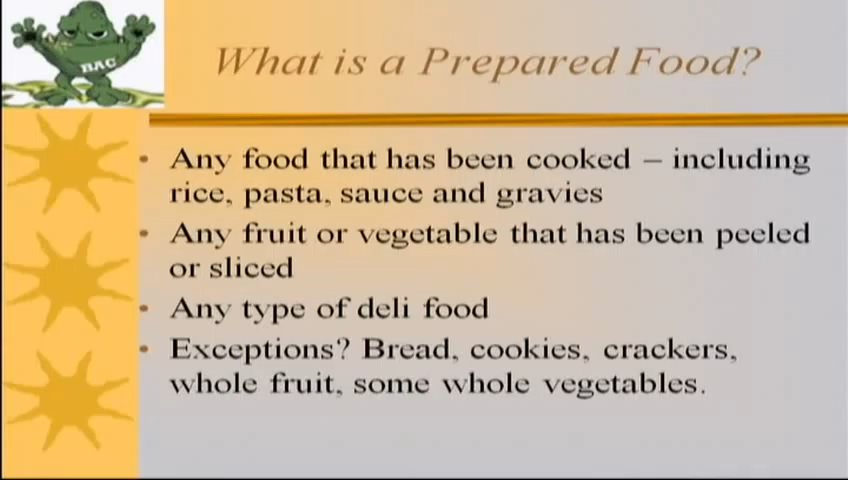 BAC
What is a Prepared Food?
• Any food that has been cooked – including
rice, pasta, sauce and gravies
• Any fruit or vegetable that has been peeled
or sliced
• Any type of deli food
• Exceptions? Bread, cookies, crackers,
whole fruit, some whole vegetables.